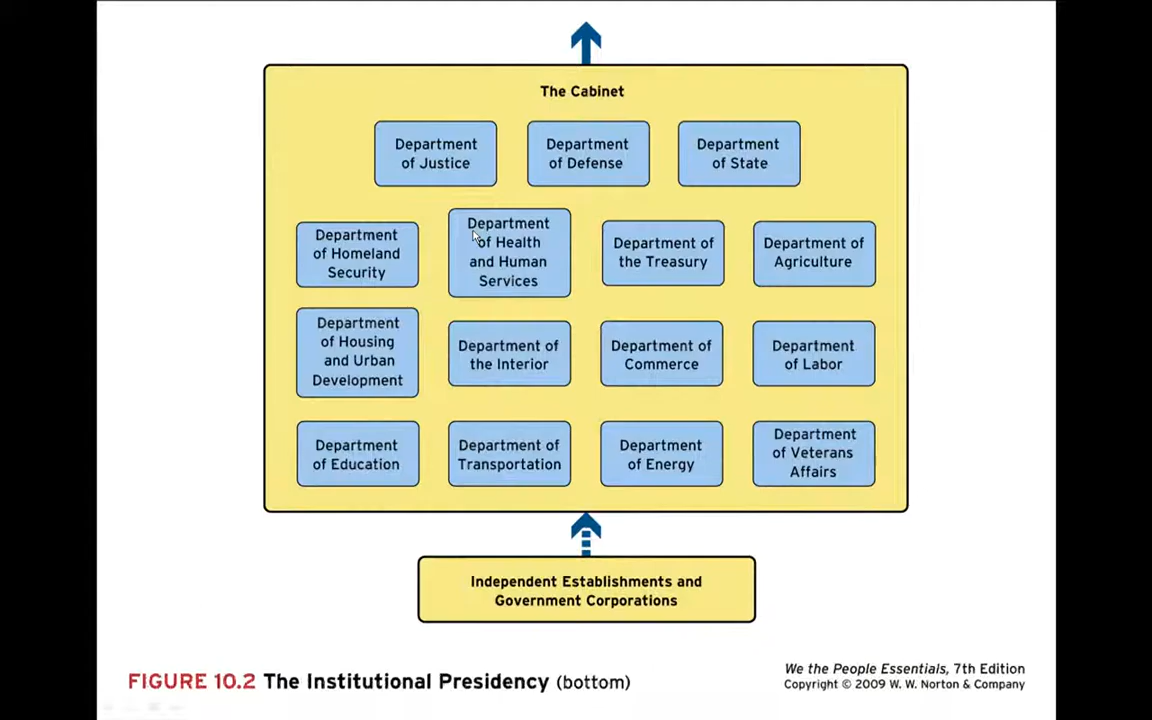 The Cabinet
Department
of Justice
Department
of Defense
Department
of State
Department
of Homeland
Security
Department
of Health
and Human
Services
Department of
the Treasury
Department of
Agriculture
Department
of Housing
and Urban
Development
Department of
the Interior
Department of
Commerce
Department
of Labor
Department
of Education
Department of
Transportation
Department
of Energy
Department
of Veterans
Affairs
Independent Establishments and
Government Corporations
FIGURE 10.2 The Institutional Presidency (bottom)
We the People Essentials, 7th Edition
Copyright © 2009 W. W. Norton & Company